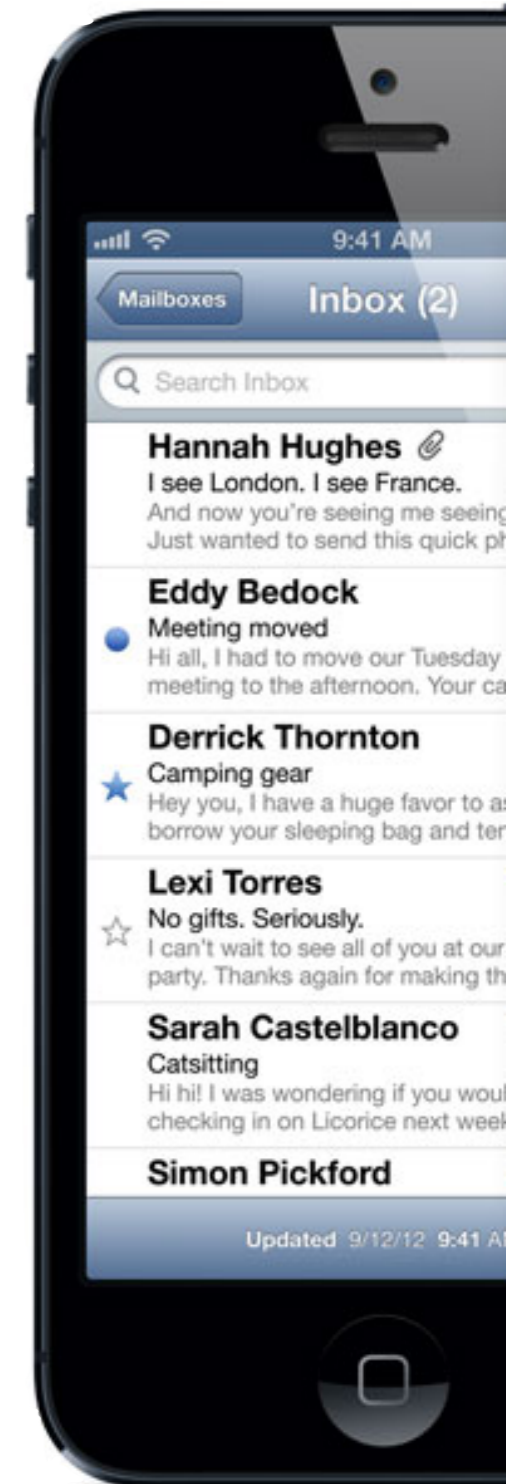 9:41 AM
Mailboxes
Inbox (2)
Search Inbox
Hannah Hughes
I see London. I see France.
And now you're seeing me seeing
Just wanted to send this quick
Eddy Bedock
Meeting moved
Hi all, I had to move our Tuesday
meeting to the afternoon. Your
Derrick Thornton
Camping gear
Hey you, I have a huge favor to
borrow your sleeping bag and
Lexi Torres
No gifts. Seriously.
I can't wait to see all of you at our
party. Thanks again for making
Sarah Castelblanco
Catsitting
Hi hi! I was wondering if you
checking in on Licorice next
Simon Pickford
Updated 9/12/12 9:41